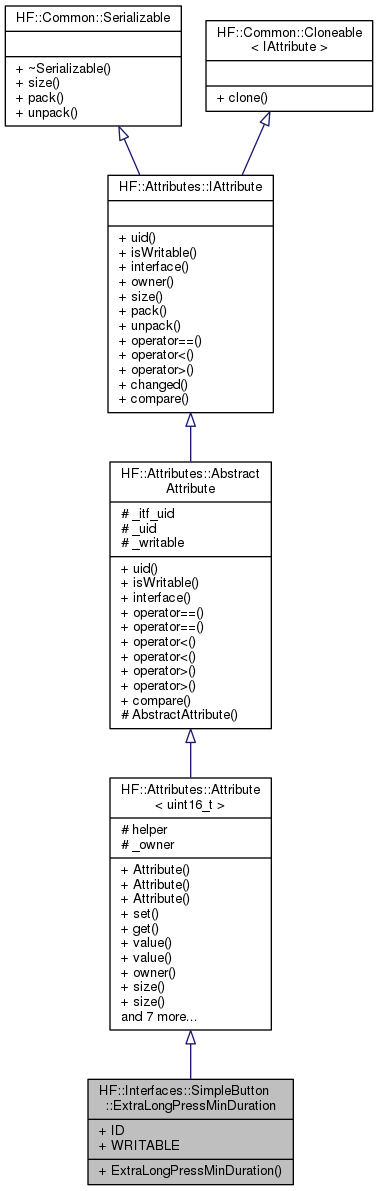 HF::Common::Serializable
+ ~Serializable()
+ size()
+ pack()
+ unpack()
HF::Common::Cloneable
< IAttribute >
+ clone()
HF::Attributes::IAttribute
+ uid()
+ isWritable()
+ interface()
+ owner()
+ size()
+ pack()
+ unpack()
+ operator==()
+ operator<()
+ operator>()
+ changed()
+ compare()
HF::Attributes::Abstract
Attribute
# _itf_uid
# _uid
# _writable
+ uid()
+ isWritable()
+ interface()
+ operator==()
+ operator==()
+ operator<()
+ operator<()
+ operator>()
+ operator>()
+ compare()
# AbstractAttribute()
HF::Attributes::Attribute
< uint16_t >
# helper
# _owner
+ Attribute()
+ Attribute()
+ Attribute()
+ set()
+ get()
+ value()
+ value()
+ owner()
+ size()
+ size()
and 7 more...
HF::Interfaces::SimpleButton
::ExtraLongPressMinDuration
+ ID
+ WRITABLE
+ ExtraLongPressMinDuration()